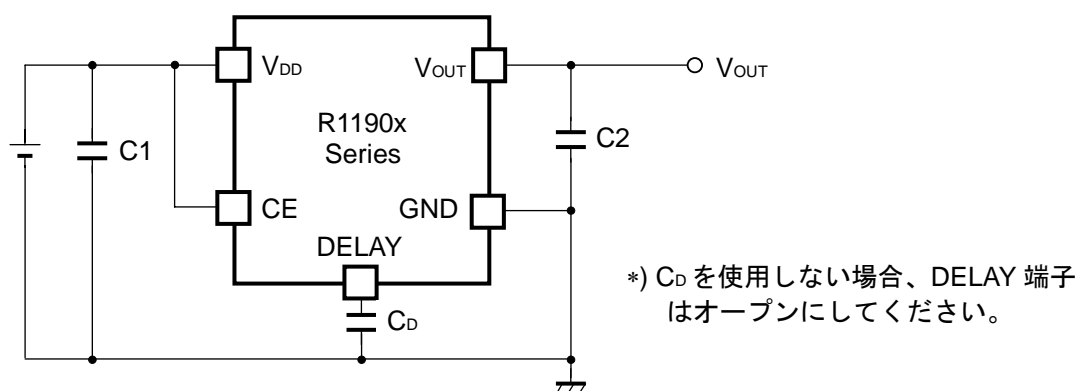 VDD
VOUT
VOUT
R1190x
Series
C1
C2
CE
GND
DELAY
CD
*) CD を使用しない場合、DELAY 端子
はオープンにしてください。